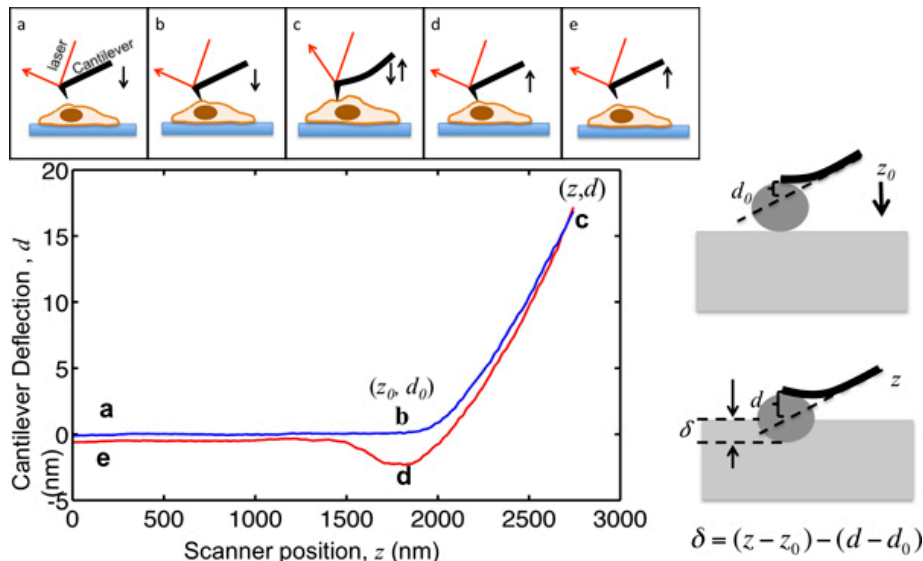 a
b
c
d
e
laser
Cantilever
Cantilever Deflection , d
(nm)
20
15
10
5
0
-5
(z,d)
c
(z₀, d₀)
b
a
e
d
0
500
1000
1500
2000
2500
3000
Scanner position, z (nm)
d₀
z₀
d
z
δ
δ = (z − z₀) − (d − d₀)